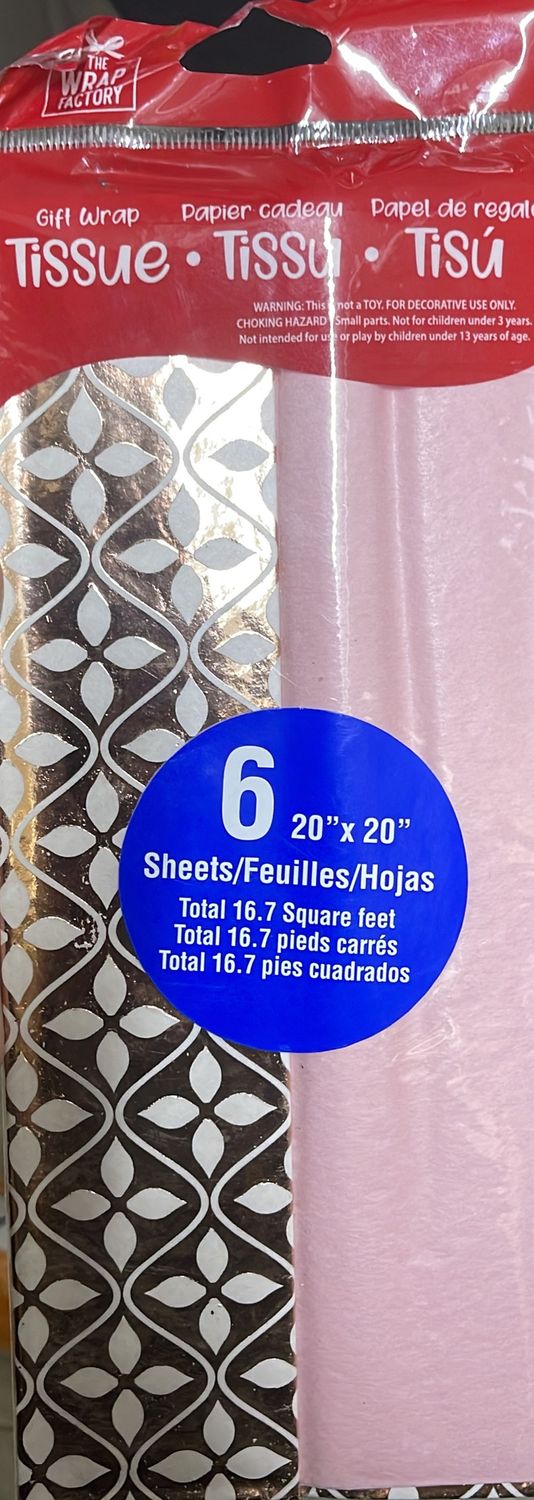 THE
WRAP
FACTORY
Gift Wrap Papier cadeau Papel de regalo
Tissue • Tissu • Tisú
WARNING: This is not a TOY. FOR DECORATIVE USE ONLY.
CHOKING HAZARD Small parts. Not for children under 3 years.
Not intended for use or play by children under 13 years of age.
6 20"x 20"
Sheets/Feuilles/Hojas
Total 16.7 Square feet
Total 16.7 pieds carrés
Total 16.7 pies cuadrados